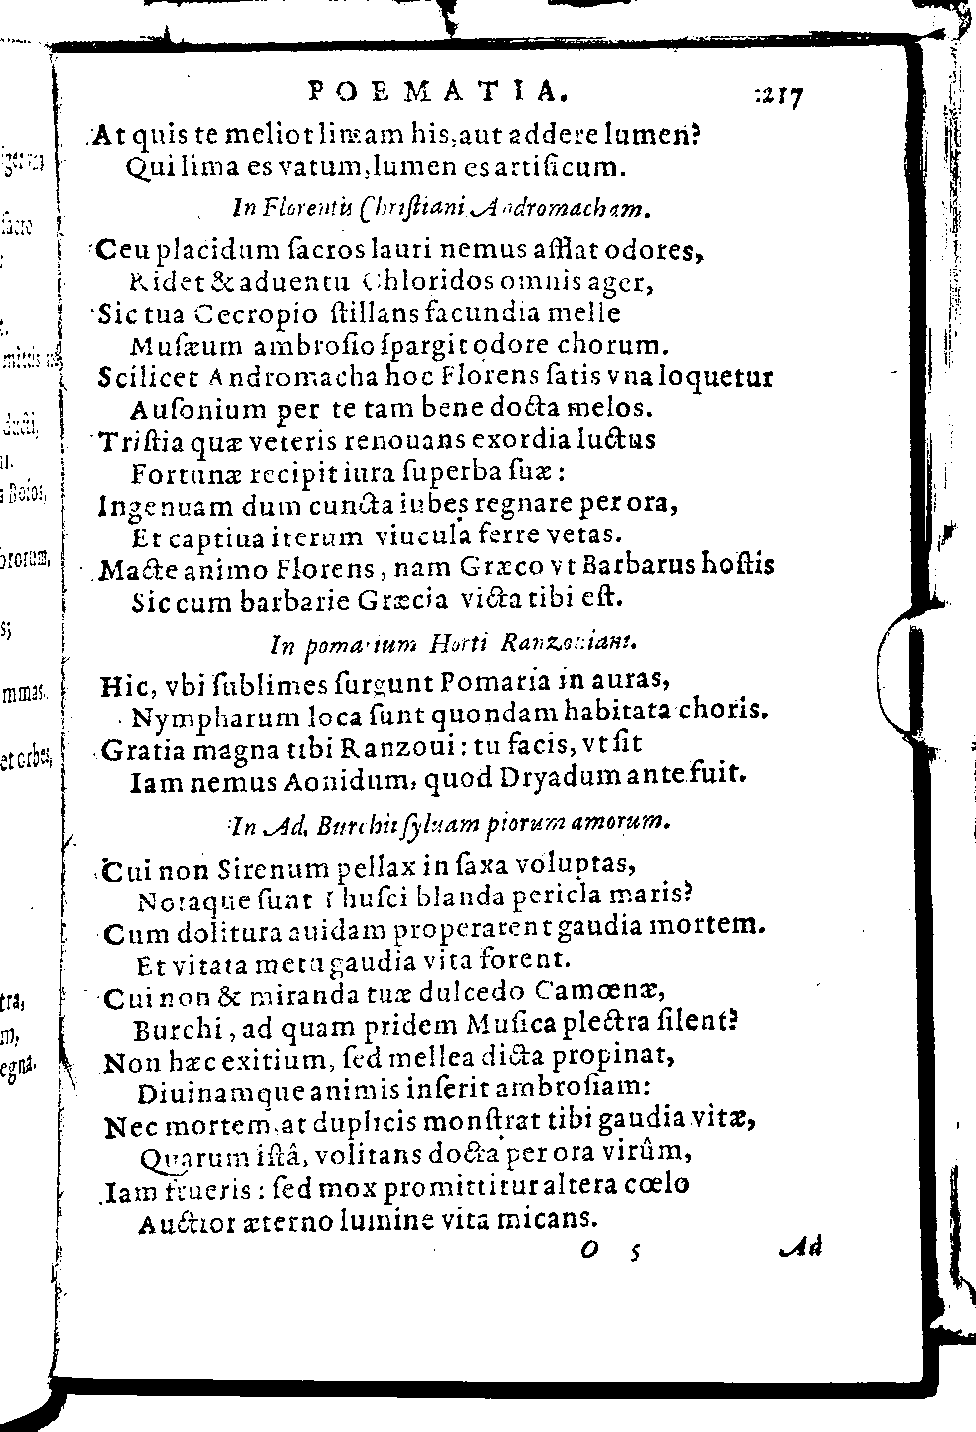 POEMATIA. 217
At quis te melior limam his, aut addere lumen?
Qui lima es vatum, lumen es artificum.
In Florentis Chriſtiani Andromacham.
Ceu placidum ſacros lauri nemus afflat odores,
Ridet & aduentu Chloridos omnis ager,
Sic tua Cecropio ſtillans facundia melle
Muſæum ambroſio ſpargit odore chorum.
Scilicet Andromacha hoc Florens ſatis vna loquetur
Auſonium per te tam bene docta melos.
Triſtia quæ veteris renouans exordia luctus
Fortunæ recipit iura ſuperba ſuæ:
Ingenuam dum cuncta iubes regnare per ora,
Et captiua iterum viucula ferre vetas.
Macte animo Florens, nam Græco vt Barbarus hoſtis
Sic cum barbarie Græcia victa tibi eſt.
In pomarium Horti Ranzouiani.
Hic, vbi ſublimes ſurgunt Pomaria in auras,
Nympharum loca ſunt quondam habitata choris.
Gratia magna tibi Ranzoui: tu facis, vt ſit
Iam nemus Aonidum, quod Dryadum ante fuit.
In Ad. Burchii ſyluam piorum amorum.
Cui non Sirenum pellax in ſaxa voluptas,
Notaque ſunt Thuſci blanda pericla maris?
Cum dolitura auidam properarent gaudia mortem.
Et vitata metu gaudia vita forent.
Cui non & miranda tuæ dulcedo Camœnæ,
Burchi, ad quam pridem Muſica plectra ſilent?
Non hæc exitium, ſed mellea dicta propinat,
Diuinamque animis inſerit ambroſiam:
Nec mortem, at duplicis monſtrat tibi gaudia vitæ,
Quarum iſtâ, volitans docta per ora virûm,
Iam frueris: ſed mox promittitur altera cœlo
Auctior æterno lumine vita micans.
O 5 Ad